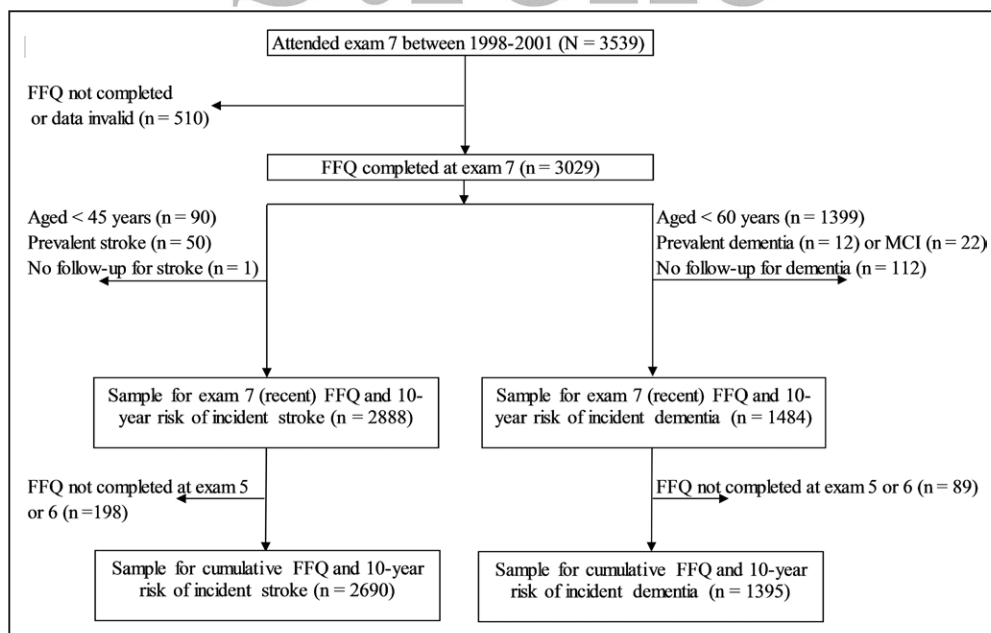 Attended exam 7 between 1998-2001 (N = 3539)
FFQ not completed
or data invalid (n = 510)
FFQ completed at exam 7 (n = 3029)
Aged < 45 years (n = 90)
Prevalent stroke (n = 50)
No follow-up for stroke (n = 1)
Aged < 60 years (n = 1399)
Prevalent dementia (n = 12) or MCI (n = 22)
No follow-up for dementia (n = 112)
Sample for exam 7 (recent) FFQ and 10-
year risk of incident stroke (n = 2888)
Sample for exam 7 (recent) FFQ and 10-
year risk of incident dementia (n = 1484)
FFQ not completed at exam 5
or 6 (n =198)
FFQ not completed at exam 5 or 6 (n = 89)
Sample for cumulative FFQ and 10-year
risk of incident stroke (n = 2690)
Sample for cumulative FFQ and 10-year
risk of incident dementia (n = 1395)